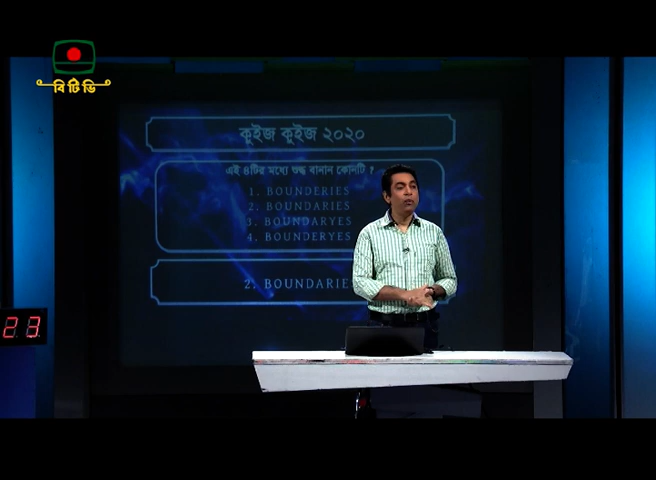 বি টি ভি
কুইজ কুইজ ২০২০
এই ৪টির মধ্যে শুদ্ধ বানান কোনটি ?
1. BOUNDERIES
2. BOUNDARIES
3. BOUNDARYES
4. BOUNDERYES
2. BOUNDARIE
23